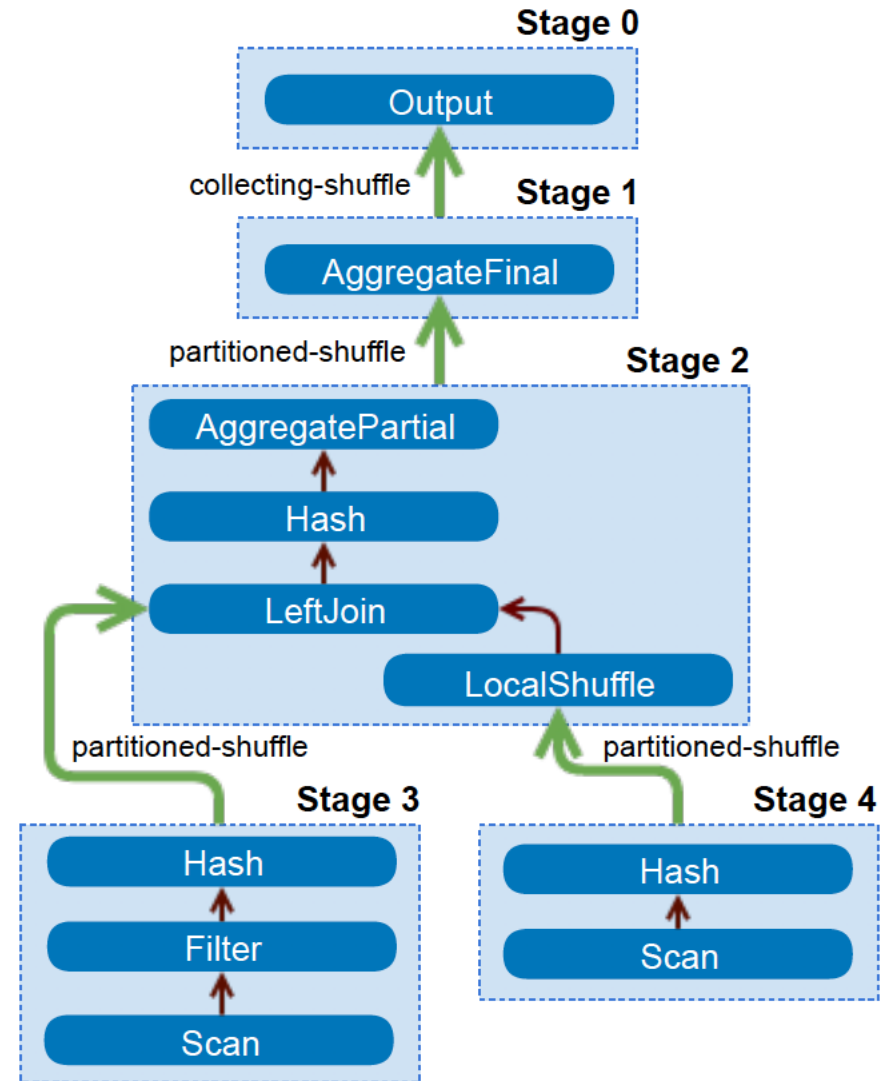 Stage 0
Output
collecting-shuffle
Stage 1
AggregateFinal
partitioned-shuffle
Stage 2
AggregatePartial
Hash
LeftJoin
LocalShuffle
partitioned-shuffle
partitioned-shuffle
Stage 3
Hash
Filter
Scan
Stage 4
Hash
Scan